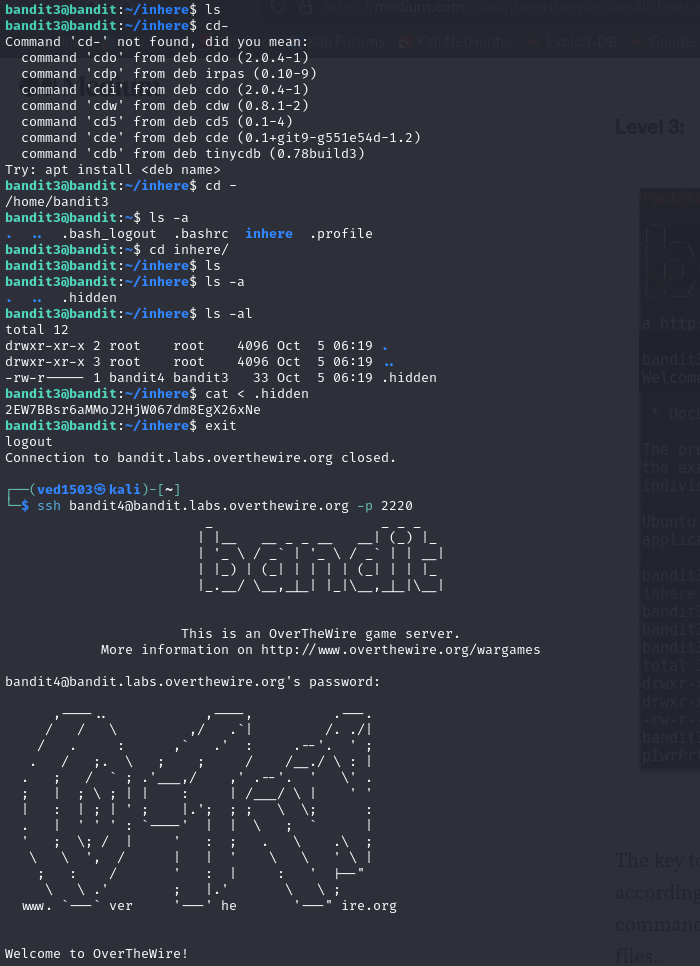 bandit3@bandit:~/inhere$ ls
bandit3@bandit:~/inhere$ cd-
Command 'cd-' not found, did you mean:
  command 'cdo' from deb cdo (2.0.4-1)
  command 'cdp' from deb irpas (0.10-9)
  command 'cdi' from deb cdo (2.0.4-1)
  command 'cdw' from deb cdw (0.8.1-2)
  command 'cd5' from deb cd5 (0.1-4)
  command 'cde' from deb cde (0.1+git9-g551e54d-1.2)
  command 'cdb' from deb tinycdb (0.78build3)
Try: apt install <deb name>
bandit3@bandit:~/inhere$ cd -
/home/bandit3
bandit3@bandit:~$ ls -a
.  ..  .bash_logout  .bashrc  inhere  .profile
bandit3@bandit:~$ cd inhere/
bandit3@bandit:~/inhere$ ls
bandit3@bandit:~/inhere$ ls -a
.  ..  .hidden
bandit3@bandit:~/inhere$ ls -al
total 12
drwxr-xr-x 2 root    root    4096 Oct  5 06:19 .
drwxr-xr-x 3 root    root    4096 Oct  5 06:19 ..
-rw-r----- 1 bandit4 bandit3   33 Oct  5 06:19 .hidden
bandit3@bandit:~/inhere$ cat < .hidden
2EW7BBsr6aMMoJ2HjW067dm8EgX26xNe
bandit3@bandit:~/inhere$ exit
logout
Connection to bandit.labs.overthewire.org closed.
(ved1503㉿kali)-[~]
$ ssh bandit4@bandit.labs.overthewire.org -p 2220
bandit
This is an OverTheWire game server.
More information on http://www.overthewire.org/wargames
bandit4@bandit.labs.overthewire.org's password:
www. ver he ire.org
Welcome to OverTheWire!
Level 3:
The key to
according
command
files.